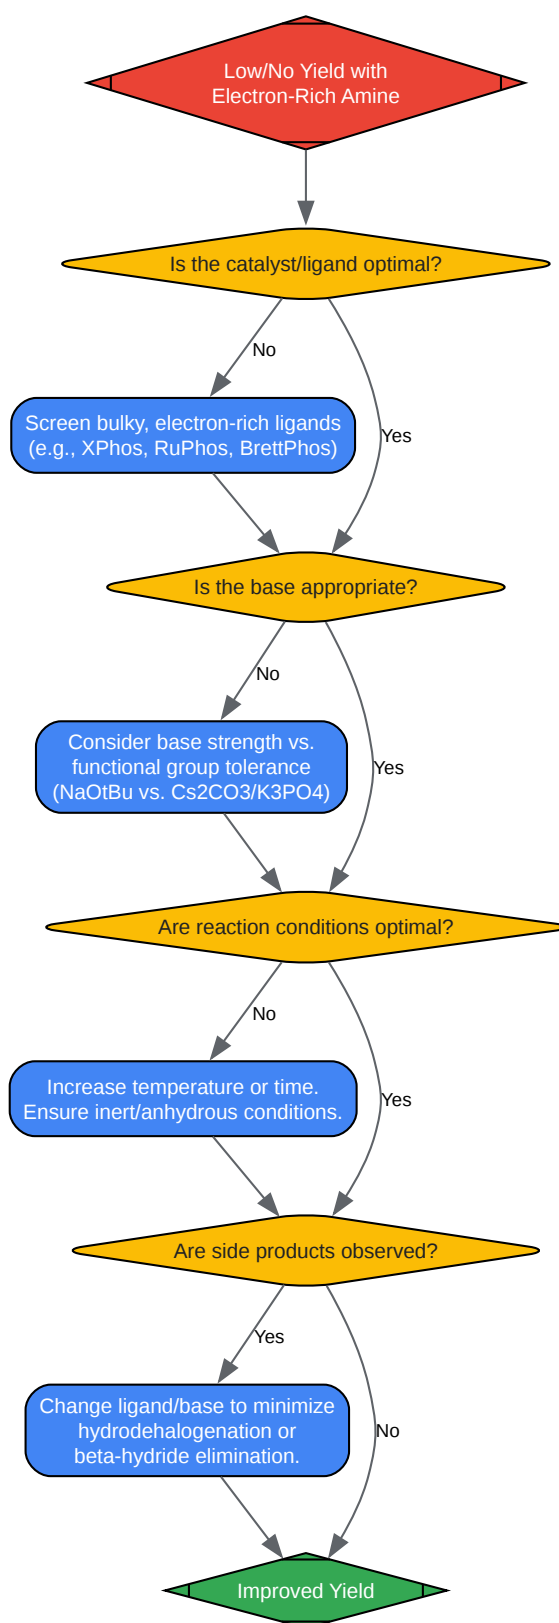 Low/No Yield with
Electron-Rich Amine
Is the catalyst/ligand optimal?
No
Screen bulky, electron-rich ligands
(e.g., XPhos, RuPhos, BrettPhos)
Yes
Is the base appropriate?
No
Consider base strength vs.
functional group tolerance
(NaOtBu vs. Cs2CO3/K3PO4)
Yes
Are reaction conditions optimal?
No
Increase temperature or time.
Ensure inert/anhydrous conditions.
Yes
Are side products observed?
Yes
Change ligand/base to minimize
hydrodehalogenation or
beta-hydride elimination.
No
Improved Yield